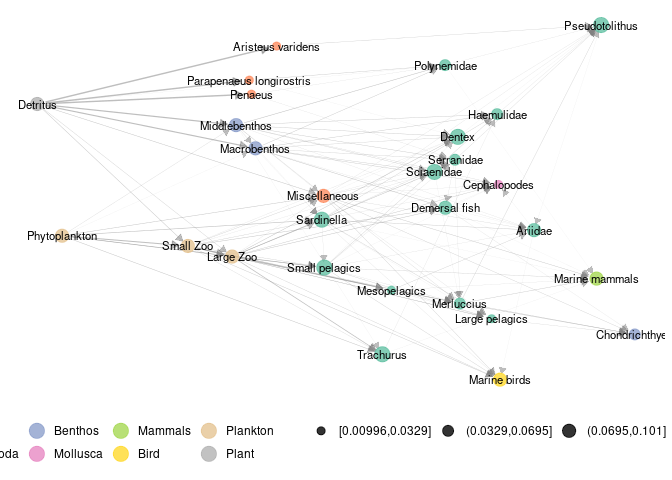 Pseudotolithus
Aristeus varidens
Polynemidae
Parapenaeus longirostris
Penaeus
Detritus
Haemulidae
Middlebenthos
Dentex
Macrobenthos
Serranidae
Sciaenidae
Cephalopodes
Miscellaneous
Demersal fish
Sardinella
Ariidae
Phytoplankton
Small Zoo
Large Zoo
Small pelagics
Marine mammals
Mesopelagics
Merluccius
Large pelagics
Chondrichthye
Trachurus
Marine birds
Benthos Mammals Plankton [0.00996,0.0329] (0.0329,0.0695] (0.0695,0.101]
oda Mollusca Bird Plant